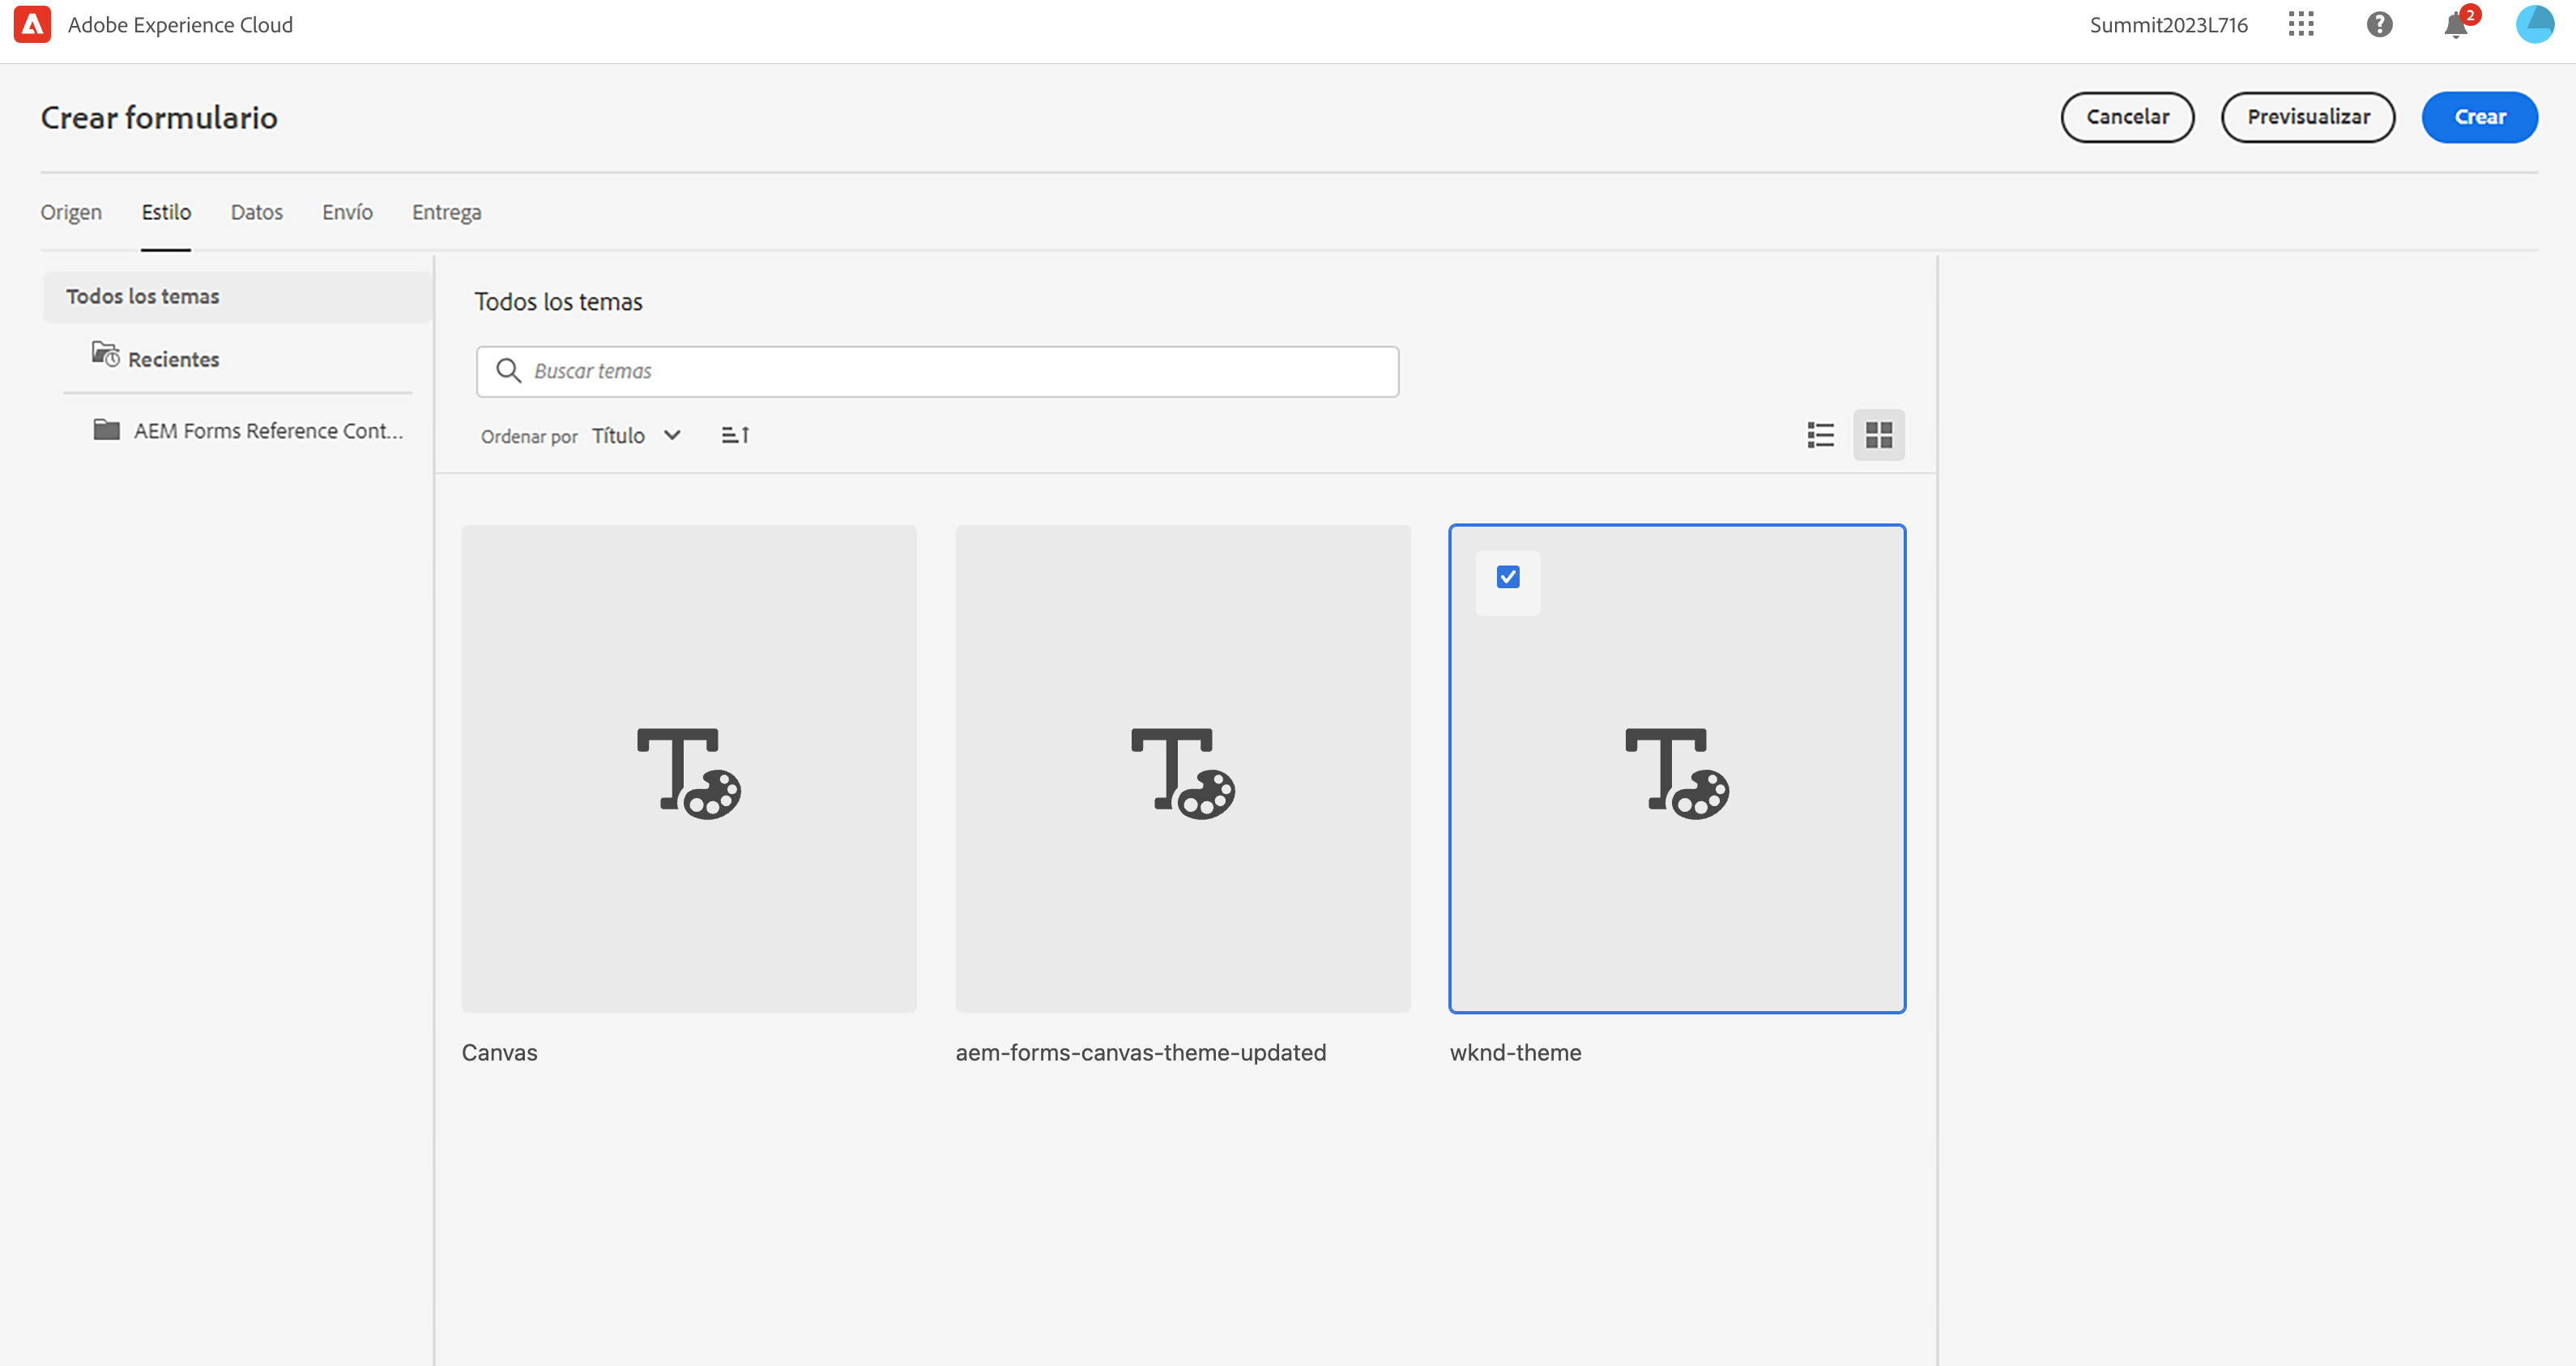 Adobe Experience Cloud
Summit2023L716
2
Crear formulario
Cancelar
Previsualizar
Crear
Origen
Estilo
Datos
Envío
Entrega
Todos los temas
Recientes
AEM Forms Reference Cont...
Todos los temas
Buscar temas
Ordenar por Título
Canvas
aem-forms-canvas-theme-updated
wknd-theme